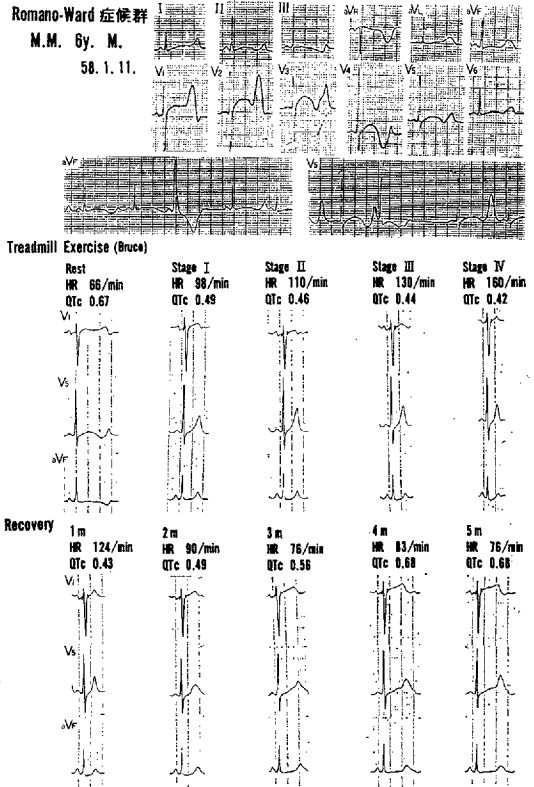 Romano-Ward 症候群
M.M. 6y. M.
58.1.11.
I II III aVR aVL aVF
V1 V2 V3 V4 V5 V6
aVF V5
Treadmill Exercise (Bruce)
Rest Stage I Stage II Stage III Stage IV
HR 66/min HR 98/min HR 110/min HR 130/min HR 160/min
QTc 0.67 QTc 0.49 QTc 0.46 QTc 0.44 QTc 0.42
V1
V5
aVF
Recovery
1m 2m 3m 4m 5m
HR 124/min HR 90/min HR 76/min HR 83/min HR 76/min
QTc 0.43 QTc 0.49 QTc 0.56 QTc 0.68 QTc 0.68
V1
V5
aVF